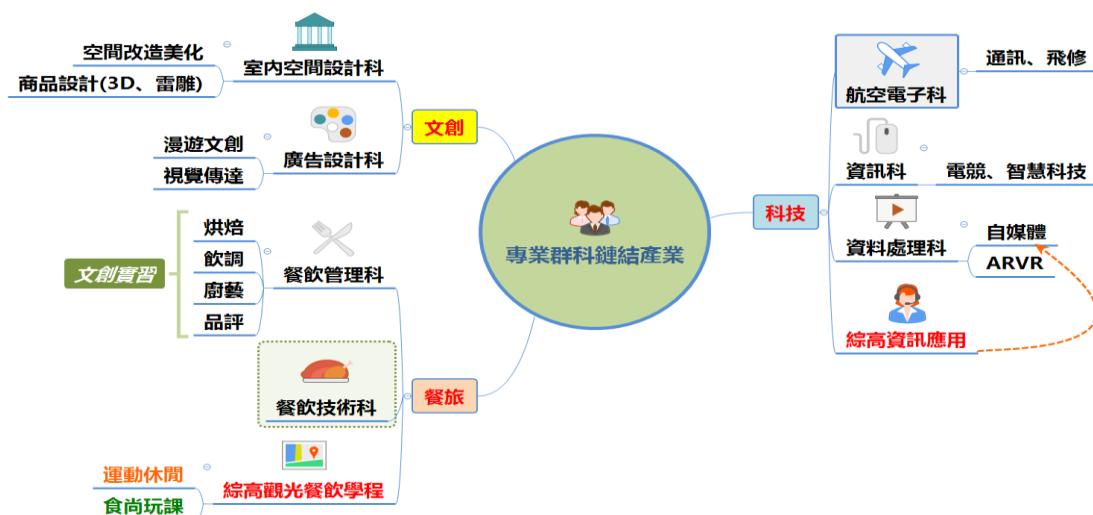 專業群科鏈結產業
文創
室內空間設計科
空間改造美化
商品設計(3D、雷雕)
廣告設計科
漫遊文創
視覺傳達
餐旅
餐飲管理科
烘焙
飲調
廚藝
品評
文創實習
餐飲技術科
綜高觀光餐飲學程
運動休閒
食尚玩課
科技
航空電子科
通訊、飛修
資訊科
電競、智慧科技
資料處理科
自媒體
ARVR
綜高資訊應用